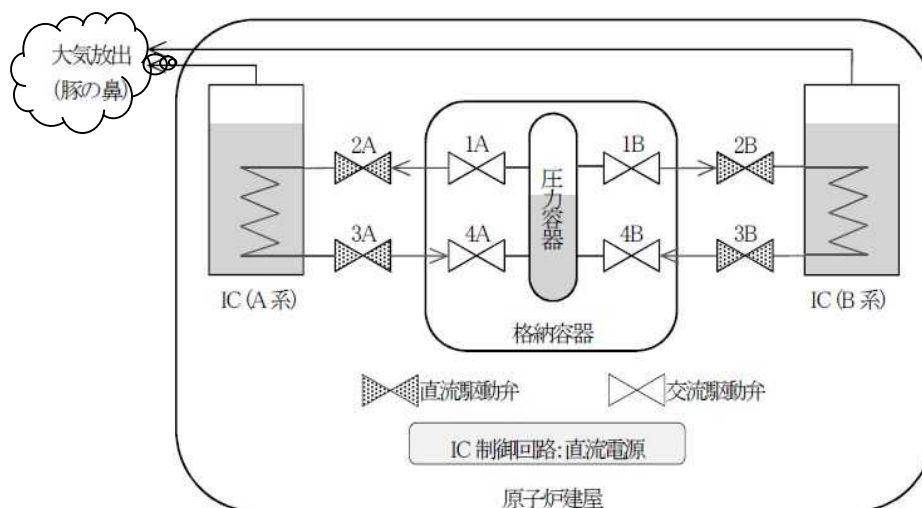 大気放出
(豚の鼻)
2A
1A
1B
2B
圧力容器
3A
4A
4B
3B
IC(A系)
IC(B系)
格納容器
直流駆動弁
交流駆動弁
IC制御回路:直流電源
原子炉建屋